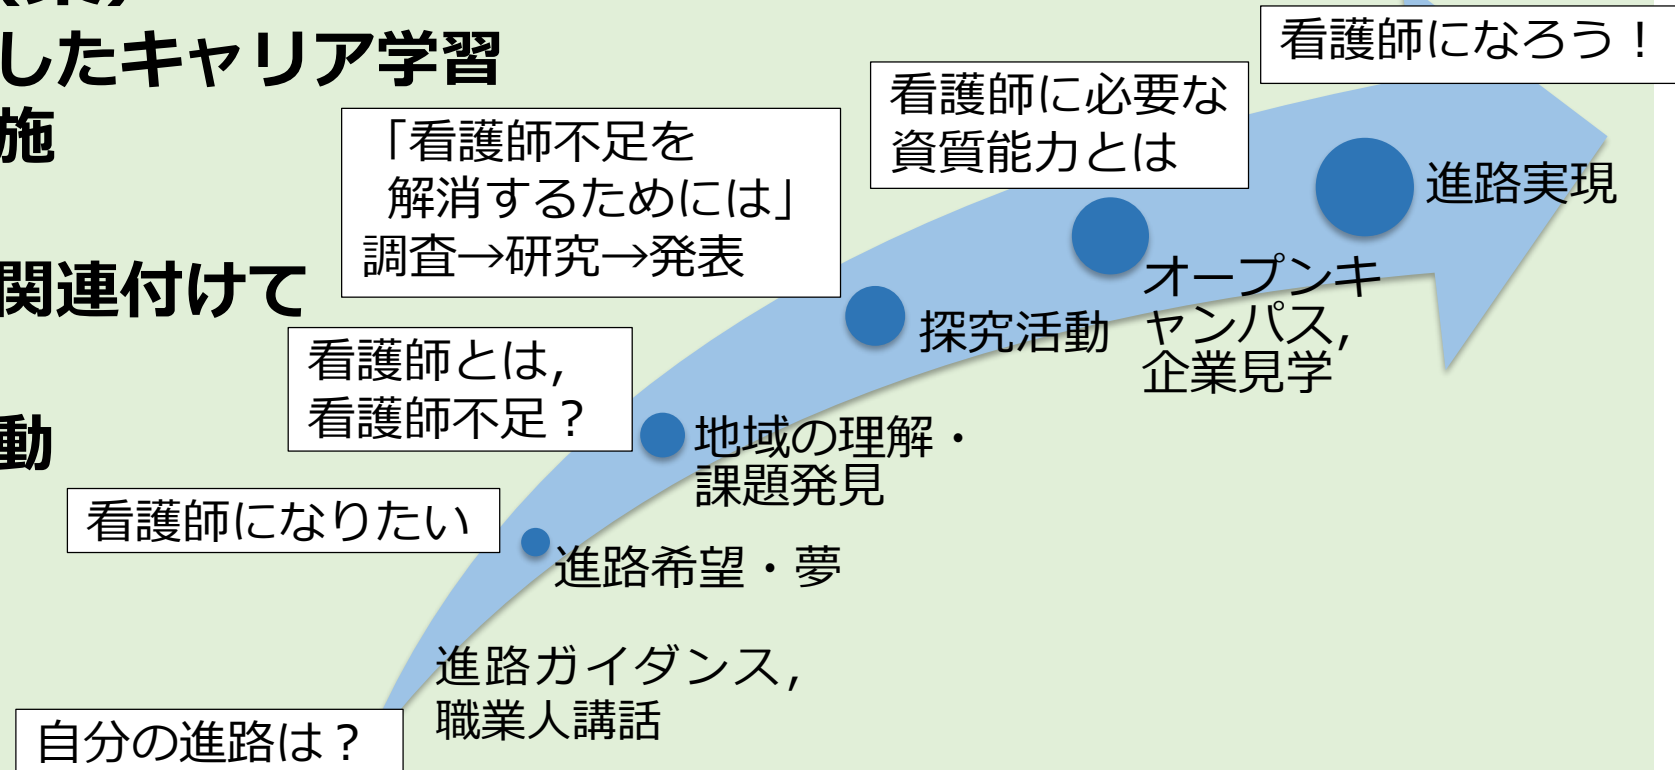 したキャリア学習
施
関連付けて
動
看護師になろう！
看護師に必要な
資質能力とは
「看護師不足を
解消するためには」
調査→研究→発表
進路実現
オープンキ
ャンパス，
企業見学
探究活動
看護師とは，
看護師不足？
地域の理解・
課題発見
看護師になりたい
進路希望・夢
進路ガイダンス，
職業人講話
自分の進路は？